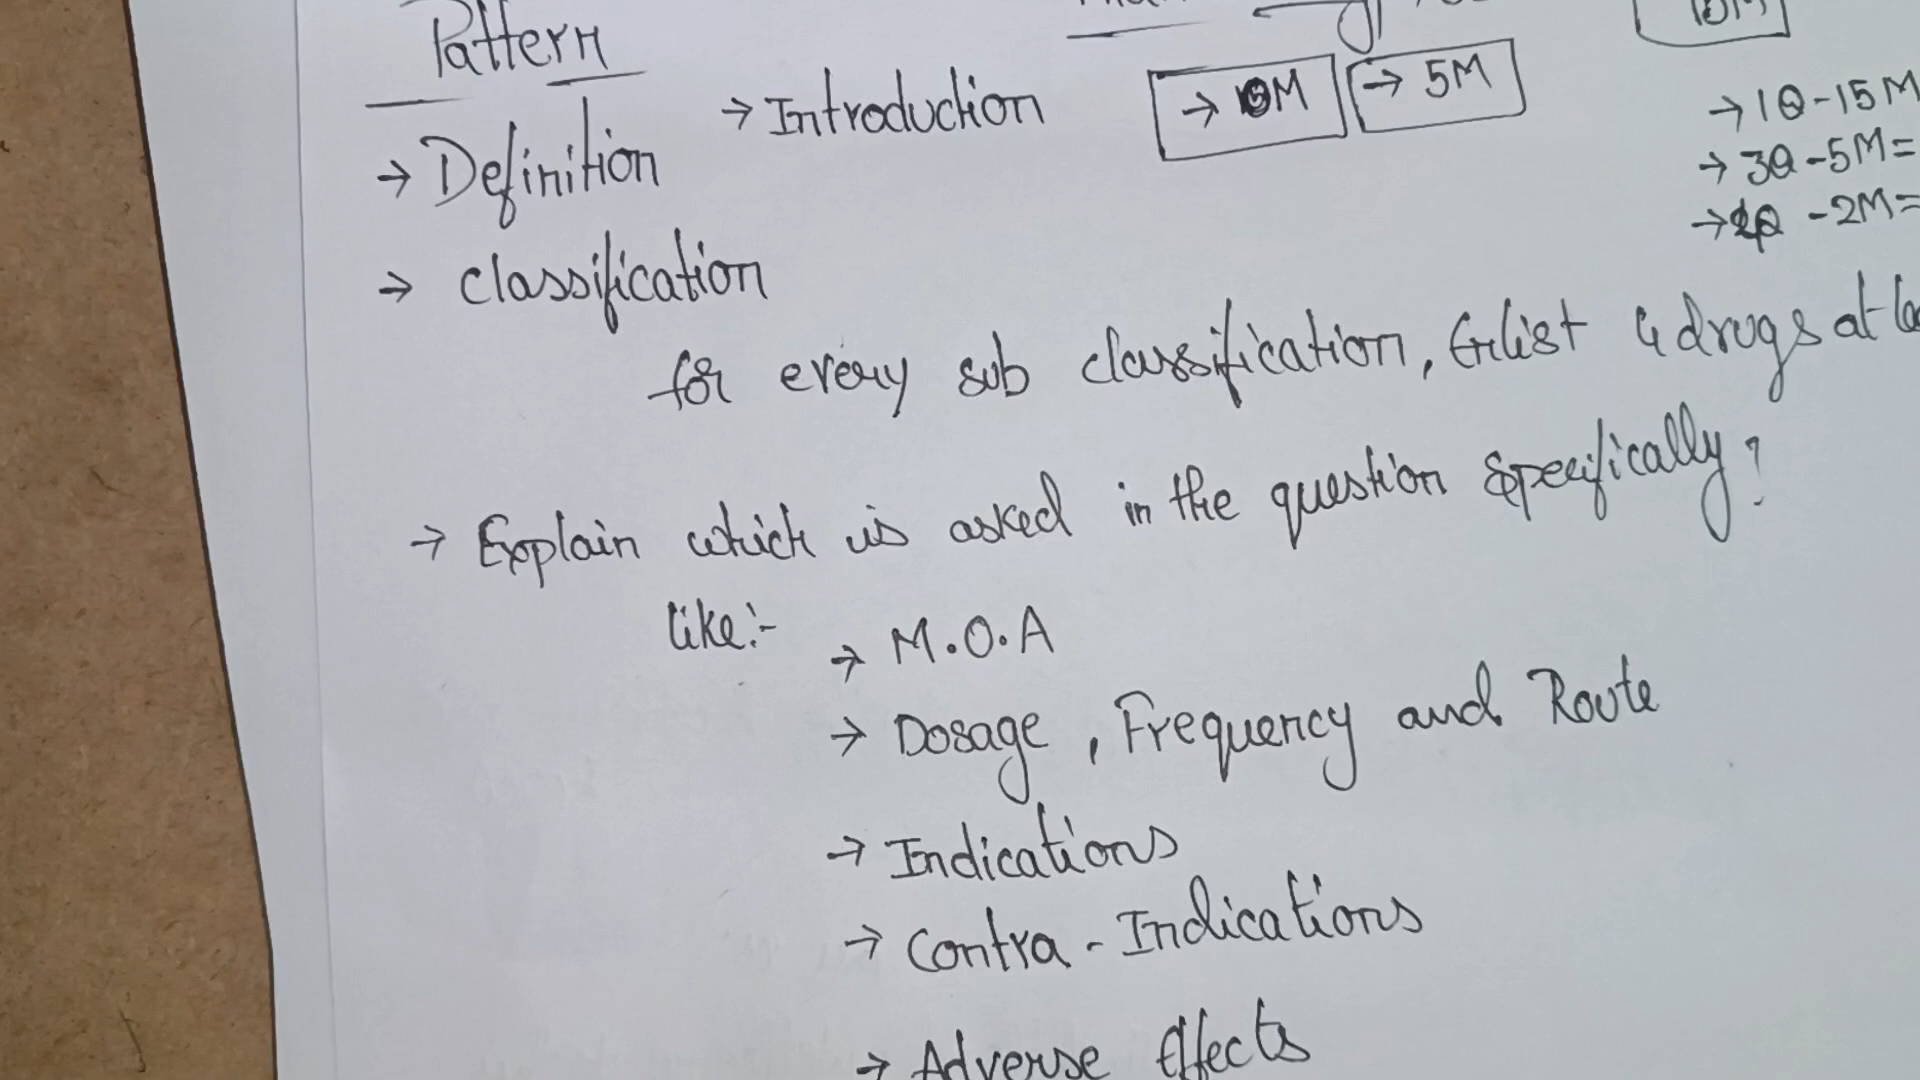 Pattern
→ Introduction
→ 5M
→ 1Q - 15M
→ Definition
→ 3Q - 5M =
- 2M =
→ Classification
for every sub classification, Enlist 4 drugs at
→ Explain which is asked in the question specifically?
like:-
→ M.O.A
→ Dosage, Frequency and Route
→ Indications
→ Contra - Indications
→ Adverse Effects